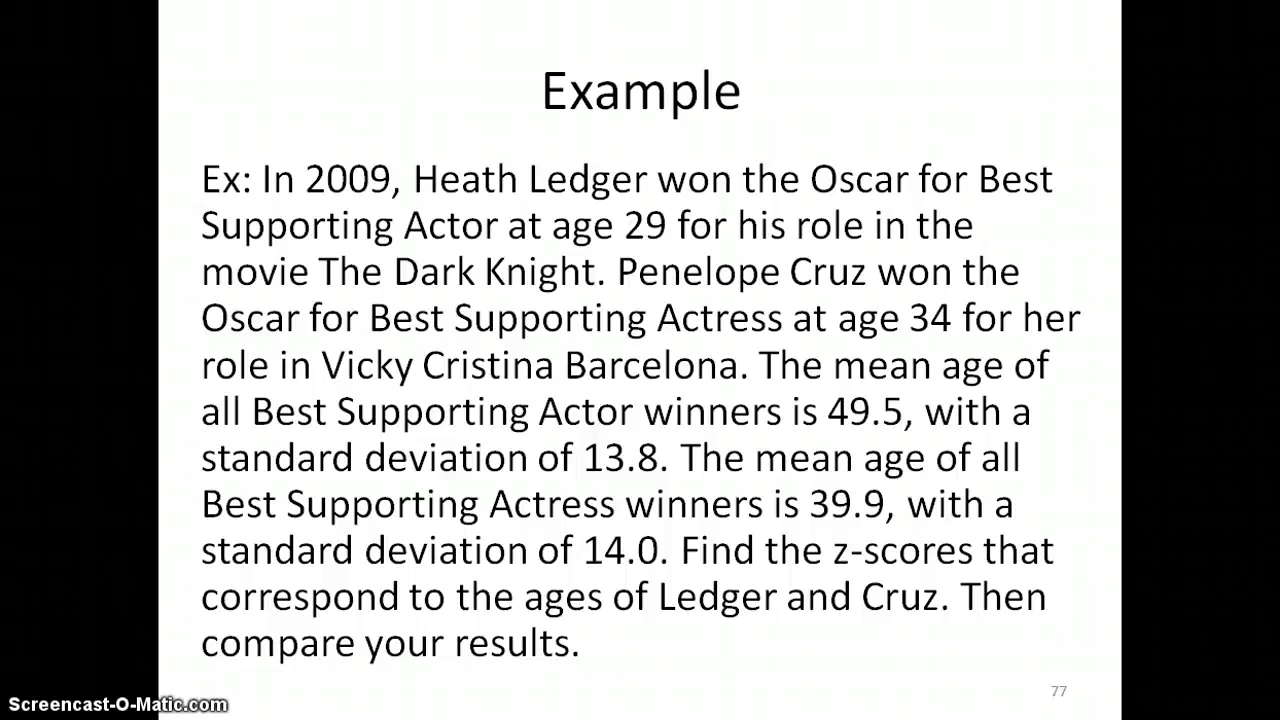 Example
Ex: In 2009, Heath Ledger won the Oscar for Best
Supporting Actor at age 29 for his role in the
movie The Dark Knight. Penelope Cruz won the
Oscar for Best Supporting Actress at age 34 for her
role in Vicky Cristina Barcelona. The mean age of
all Best Supporting Actor winners is 49.5, with a
standard deviation of 13.8. The mean age of all
Best Supporting Actress winners is 39.9, with a
standard deviation of 14.0. Find the z-scores that
correspond to the ages of Ledger and Cruz. Then
compare your results.
77
Screencast-O-Matic.com